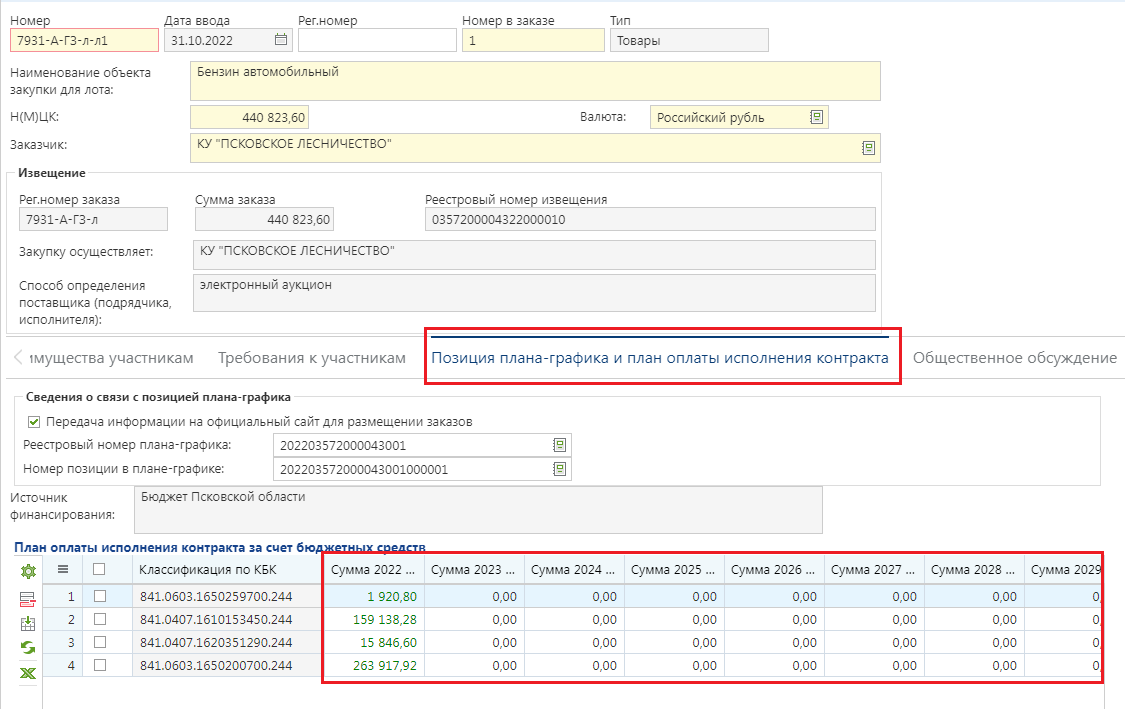 Номер Дата ввода Рег.номер Номер в заказе Тип
7931-А-ГЗ-л-л1 31.10.2022 1 Товары
Наименование объекта Бензин автомобильный
закупки для лота:
Н(М)ЦК: 440 823,60 Валюта: Российский рубль
Заказчик: КУ "ПСКОВСКОЕ ЛЕСНИЧЕСТВО"
Извещение
Рег.номер заказа Сумма заказа Реестровый номер извещения
7931-А-ГЗ-л 440 823,60 0357200004322000010
Закупку осуществляет: КУ "ПСКОВСКОЕ ЛЕСНИЧЕСТВО"
Способ определения электронный аукцион
поставщика (подрядчика,
исполнителя):
имущества участникам Требования к участникам Позиция плана-графика и план оплаты исполнения контракта Общественное обсуждение
Сведения о связи с позицией плана-графика
Передача информации на официальный сайт для размещении заказов
Реестровый номер плана-графика: 202203572000043001
Номер позиции в плане-графике: 202203572000043001000001
Источник Бюджет Псковской области
финансирования:
План оплаты исполнения контракта за счет бюджетных средств
Классификация по КБК Сумма 2022 ... Сумма 2023 ... Сумма 2024 ... Сумма 2025 ... Сумма 2026 ... Сумма 2027 ... Сумма 2028 ... Сумма 2029
1 841.0603.1650259700.244 1 920,80 0,00 0,00 0,00 0,00 0,00 0,00 0,
2 841.0407.1610153450.244 159 138,28 0,00 0,00 0,00 0,00 0,00 0,00 0,
3 841.0407.1620351290.244 15 846,60 0,00 0,00 0,00 0,00 0,00 0,00 0,
4 841.0603.1650200700.244 263 917,92 0,00 0,00 0,00 0,00 0,00 0,00 0,